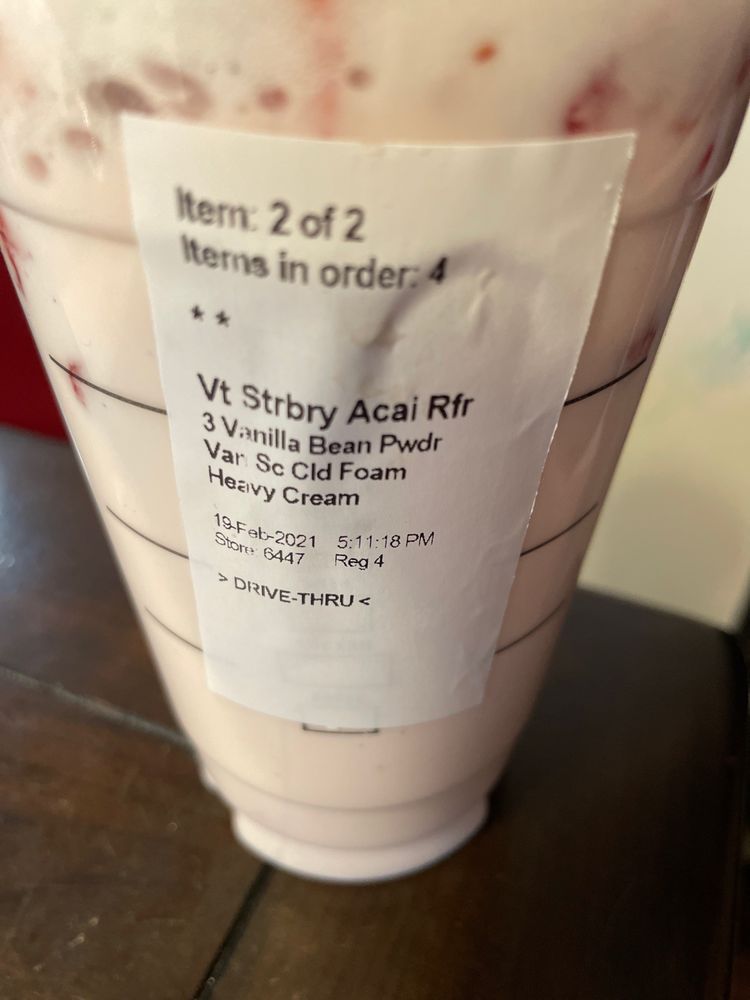 Item: 2 of 2
Items in order: 4
* *
Vt Strbry Acai Rfr
3 Vanilla Bean Pwdr
Van Sc Cld Foam
Heavy Cream
19-Feb-2021 5:11:18 PM
Store: 6447 Reg 4
> DRIVE-THRU <